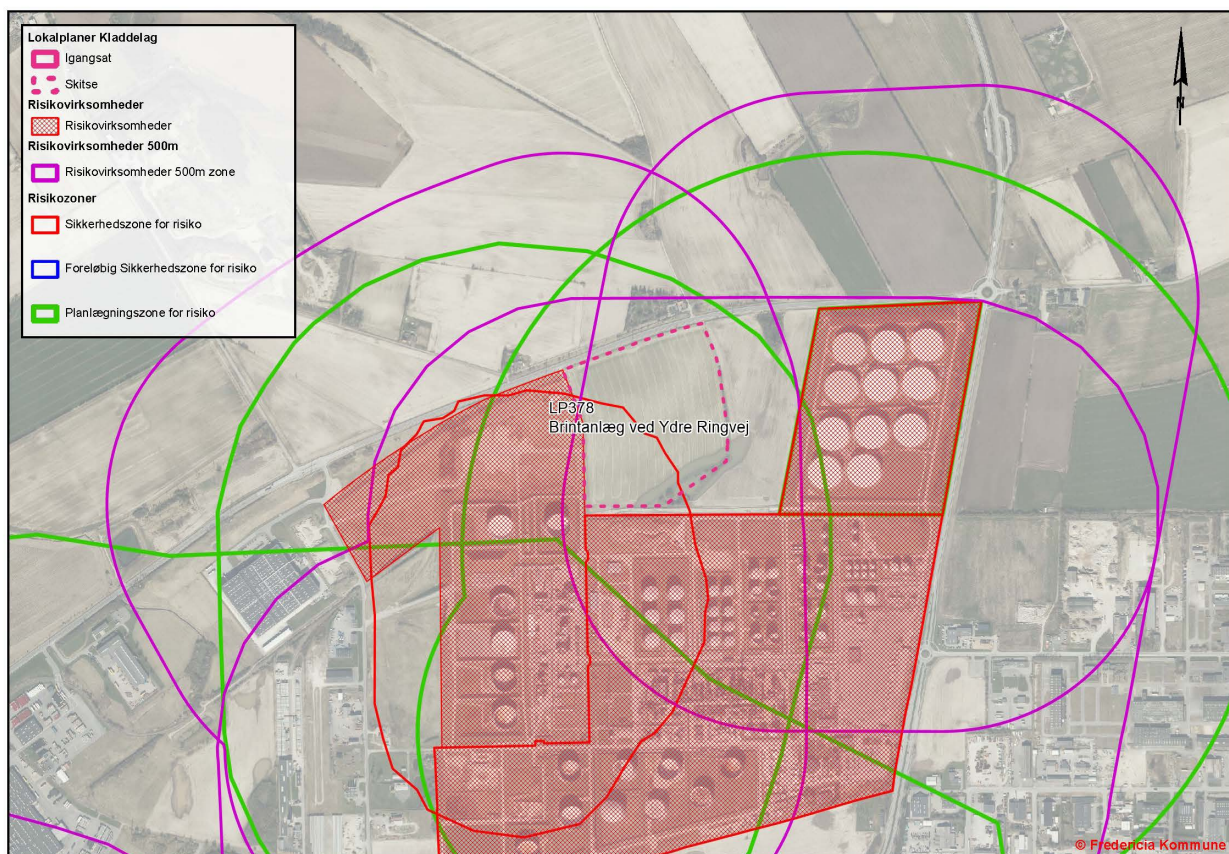 Lokalplaner Kladdelag
Igangsat
Skitse
Risikovirksomheder
Risikovirksomheder
Risikovirksomheder 500m
Risikovirksomheder 500m zone
Risikozoner
Sikkerhedszone for risiko
Foreløbig Sikkerhedszone for risiko
Planlægningszone for risiko
N
LP378
Brintanlæg ved Ydre Ringvej
© Fredericia Kommune